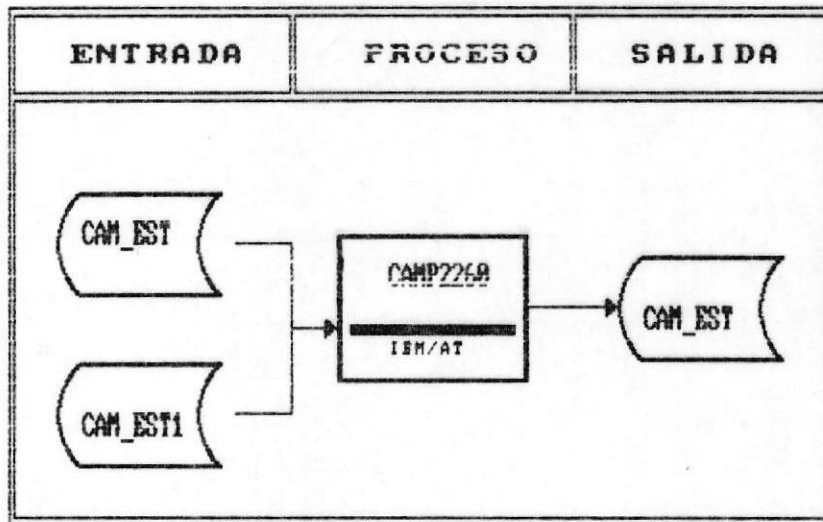 ENTRADA PROCESO SALIDA
CAM_EST
CAMP226A
IBM/AT
CAM_EST
CAM_EST1